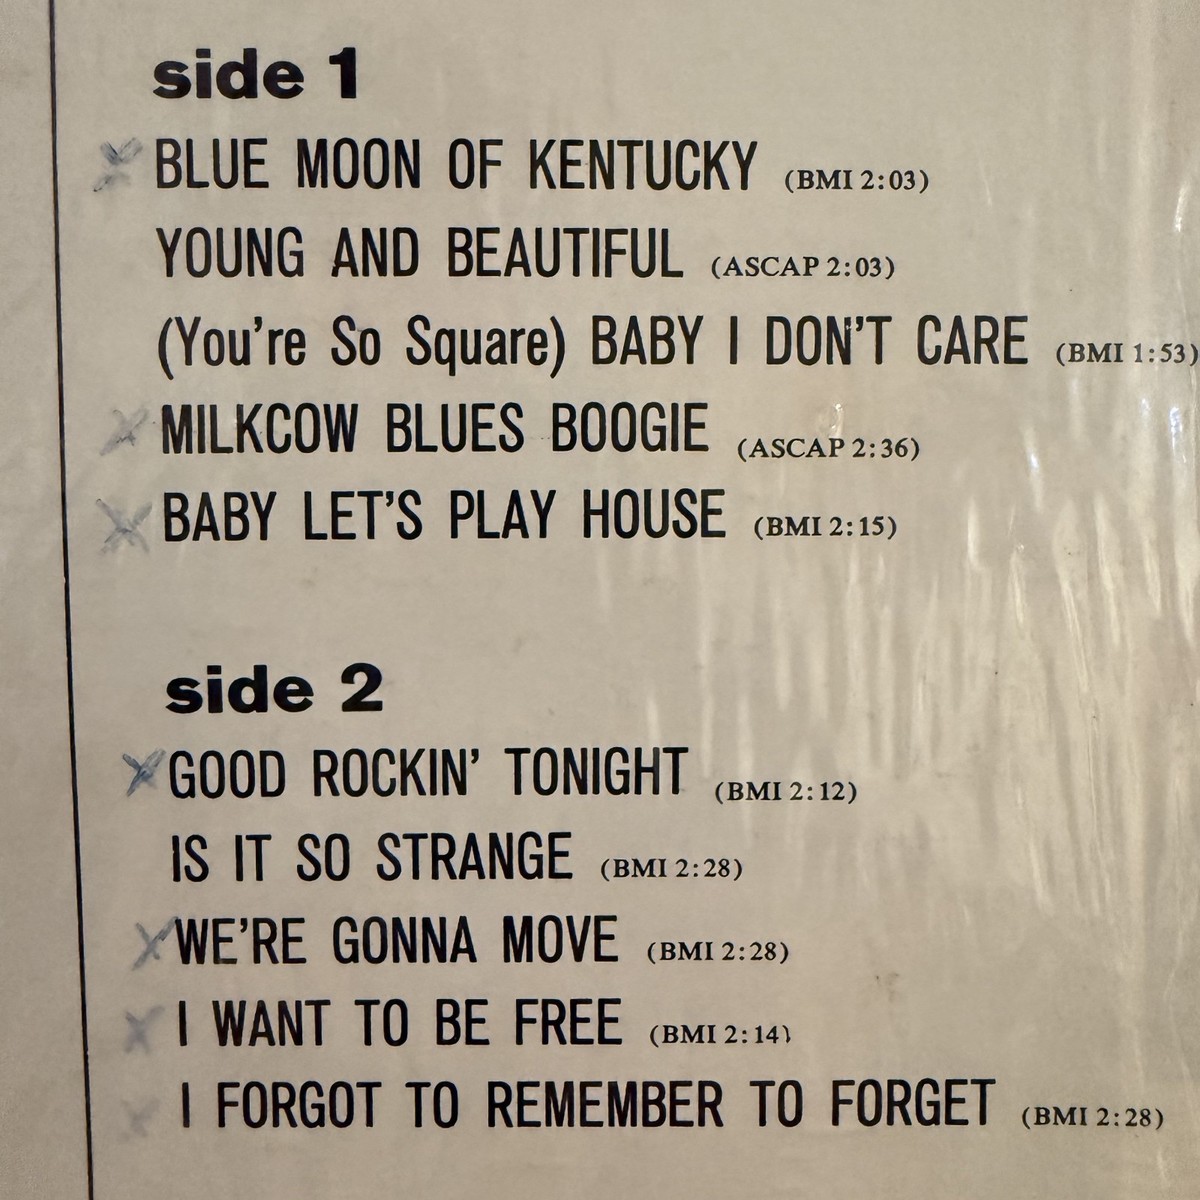 side 1
BLUE MOON OF KENTUCKY (BMI 2:03)
YOUNG AND BEAUTIFUL (ASCAP 2:03)
(You're So Square) BABY I DON'T CARE (BMI 1:53)
MILKCOW BLUES BOOGIE (ASCAP 2:36)
BABY LET'S PLAY HOUSE (BMI 2:15)
side 2
GOOD ROCKIN' TONIGHT (BMI 2:12)
IS IT SO STRANGE (BMI 2:28)
WE'RE GONNA MOVE (BMI 2:28)
I WANT TO BE FREE (BMI 2:14)
I FORGOT TO REMEMBER TO FORGET (BMI 2:28)